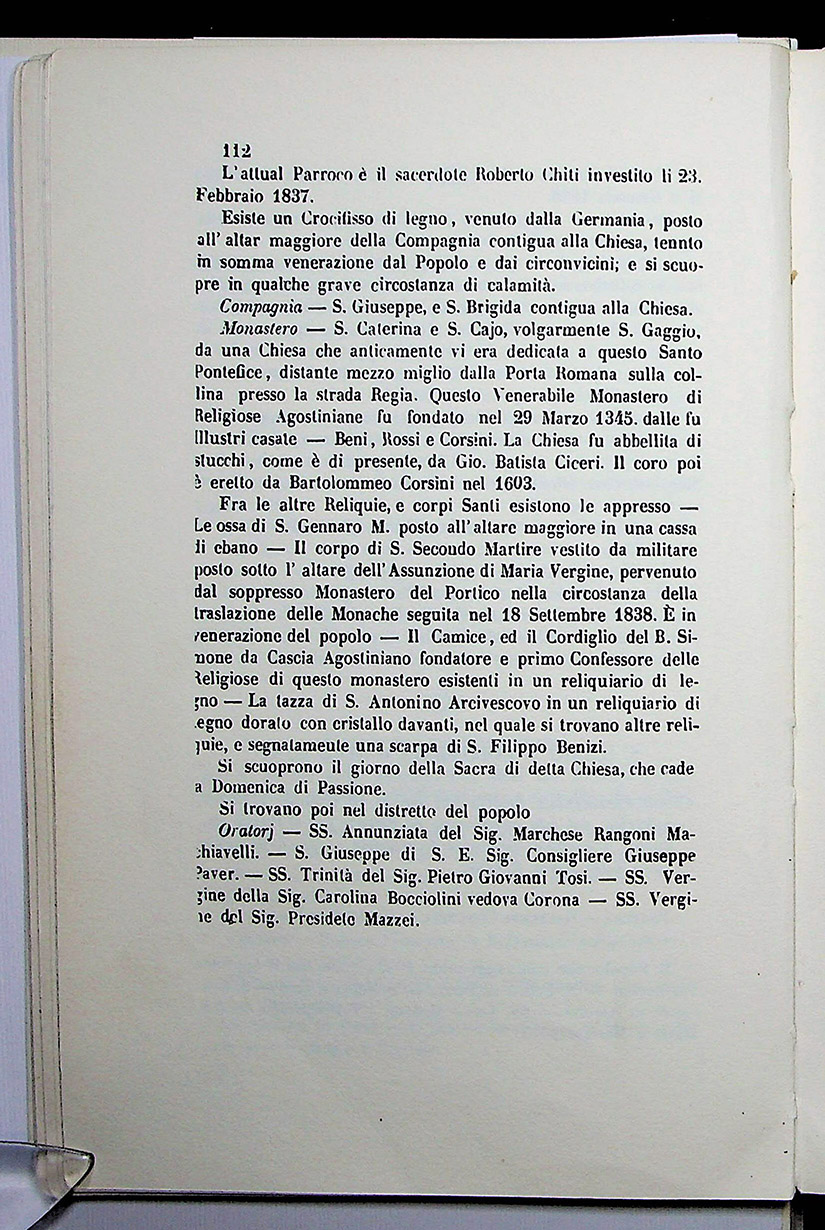 112
L'attual Parroco è il sacerdote Roberto Chiti investito li 23.
Febbraio 1837.
Esiste un Crocifisso di legno, venuto dalla Germania, posto
all'altar maggiore della Compagnia contigua alla Chiesa, tennto
in somma venerazione dal Popolo e dai circonvicini; e si scuo-
pre in qualche grave circostanza di calamità.
Compagnia — S. Giuseppe, e S. Brigida contigua alla Chiesa.
Monastero — S. Caterina e S. Cajo, volgarmente S. Gaggio,
da una Chiesa che anticamente vi era dedicata a questo Santo
Pontefice, distante mezzo miglio dalla Porta Romana sulla col-
lina presso la strada Regia. Questo Venerabile Monastero di
Religiose Agostiniane fu fondato nel 29 Marzo 1345. dalle fu
Illustri casate — Beni, Rossi e Corsini. La Chiesa fu abbellita di
stucchi, come è di presente, da Gio. Batista Ciceri. Il coro poi
è eretto da Bartolommeo Corsini nel 1603.
Fra le altre Reliquie, e corpi Santi esistono le appresso —
Le ossa di S. Gennaro M. posto all'altare maggiore in una cassa
di ebano — Il corpo di S. Secoudo Martire vestito da militare
posto sotto l' altare dell'Assunzione di Maria Vergine, pervenuto
dal soppresso Monastero del Portico nella circostanza della
traslazione delle Monache seguita nel 18 Settembre 1838. È in
venerazione del popolo — Il Camice, ed il Cordiglio del B. Si-
mone da Cascia Agostiniano fondatore e primo Confessore delle
Religiose di questo monastero esistenti in un reliquiario di le-
gno — La tazza di S. Antonino Arcivescovo in un reliquiario di
legno dorato con cristallo davanti, nel quale si trovano altre reli-
quie, e segnatameute una scarpa di S. Filippo Benizi.
Si scuoprono il giorno della Sacra di detta Chiesa, che cade
a Domenica di Passione.
Si trovano poi nel distretto del popolo
Oratorj — SS. Annunziata del Sig. Marchese Rangoni Ma-
chiavelli. — S. Giuseppe di S. E. Sig. Consigliere Giuseppe
Paver. — SS. Trinità del Sig. Pietro Giovanni Tosi. — SS. Ver-
gine della Sig. Carolina Bocciolini vedova Corona — SS. Vergi-
ne del Sig. Presidete Mazzei.